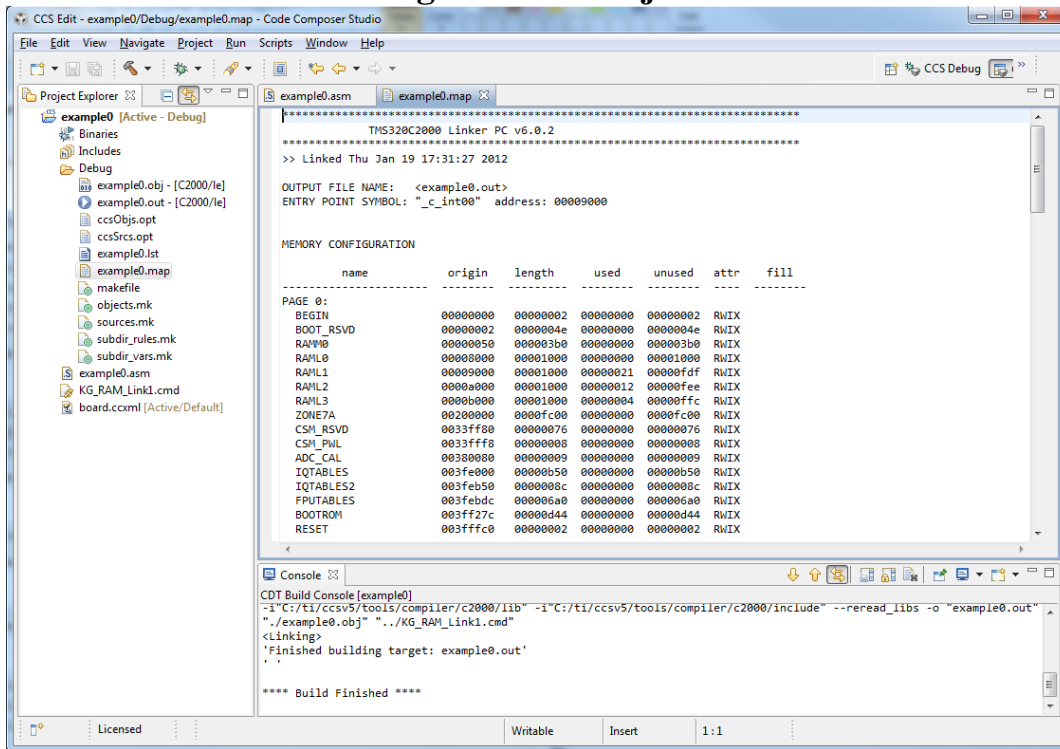 CCS Edit - example0/Debug/example0.map - Code Composer Studio
File Edit View Navigate Project Run Scripts Window Help
CCS Debug
Project Explorer
example0 [Active - Debug]
Binaries
Includes
Debug
example0.obj - [C2000/le]
example0.out - [C2000/le]
ccsObjs.opt
ccsSrcs.opt
example0.lst
example0.map
makefile
objects.mk
sources.mk
subdir_rules.mk
subdir_vars.mk
example0.asm
KG_RAM_Link1.cmd
board.ccxml [Active/Default]
example0.asm example0.map
******************************************************************************
TMS320C2000 Linker PC v6.0.2
******************************************************************************
>> Linked Thu Jan 19 17:31:27 2012
OUTPUT FILE NAME: <example0.out>
ENTRY POINT SYMBOL: "_c_int00" address: 00009000
MEMORY CONFIGURATION
name origin length used unused attr fill
---------------------- -------- --------- -------- -------- ---- --------
PAGE 0:
BEGIN 00000000 00000002 00000000 00000002 RWIX
BOOT_RSVD 00000002 0000004e 00000000 0000004e RWIX
RAMM0 00000050 000003b0 00000000 000003b0 RWIX
RAML0 00008000 00001000 00000000 00001000 RWIX
RAML1 00009000 00001000 00000021 00000fdf RWIX
RAML2 0000a000 00001000 00000012 00000fee RWIX
RAML3 0000b000 00001000 00000004 00000ffc RWIX
ZONE7A 00200000 0000fc00 00000000 0000fc00 RWIX
CSM_RSVD 0033ff80 00000076 00000000 00000076 RWIX
CSM_PWL 0033fff8 00000008 00000000 00000008 RWIX
ADC_CAL 00380080 00000009 00000000 00000009 RWIX
IQTABLES 003fe000 00000b50 00000000 00000b50 RWIX
IQTABLES2 003feb50 0000008c 00000000 0000008c RWIX
FPUTABLES 003febdc 000006a0 00000000 000006a0 RWIX
BOOTROM 003ff27c 00000d44 00000000 00000d44 RWIX
RESET 003fffc0 00000002 00000000 00000002 RWIX
Console
CDT Build Console [example0]
-i"C:/ti/ccsv5/tools/compiler/c2000/lib" -i"C:/ti/ccsv5/tools/compiler/c2000/include" --reread_libs -o "example0.out"
"./example0.obj" "../KG_RAM_Link1.cmd"
<Linking>
'Finished building target: example0.out'
' '
**** Build Finished ****
Licensed Writable Insert 1:1